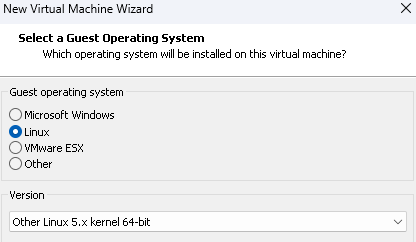 New Virtual Machine Wizard
Select a Guest Operating System
Which operating system will be installed on this virtual machine?
Guest operating system
Microsoft Windows
Linux
VMware ESX
Other
Version
Other Linux 5.x kernel 64-bit